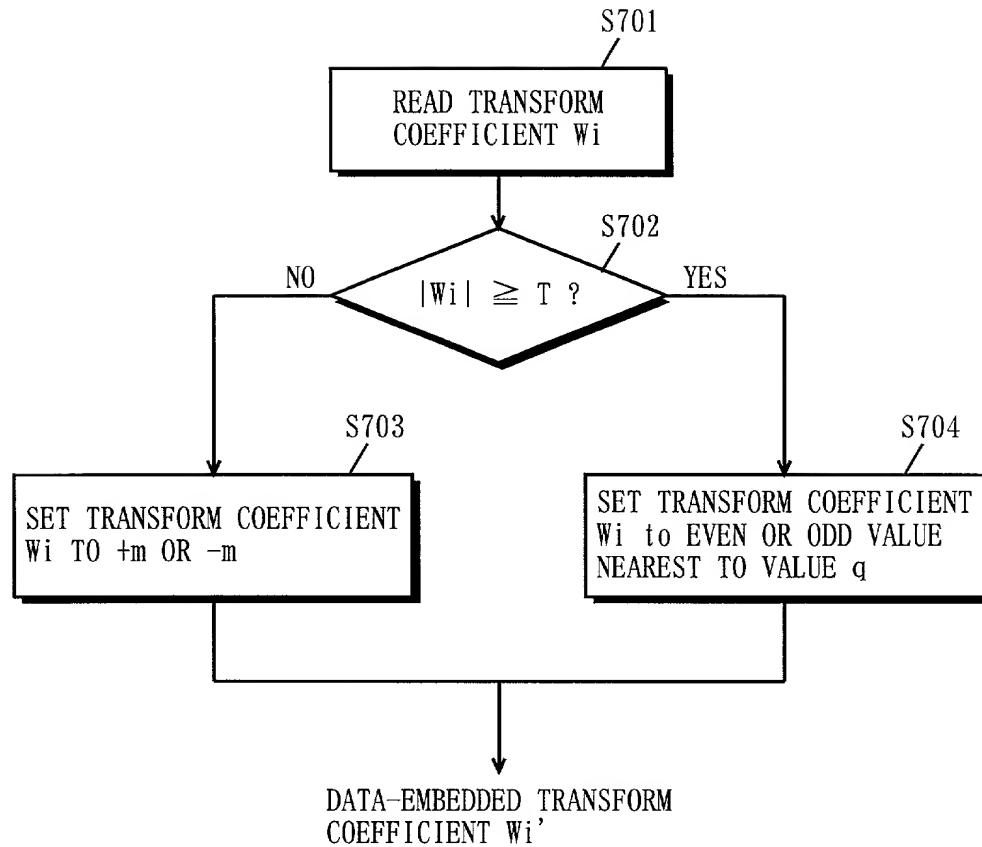 S701
READ TRANSFORM
COEFFICIENT Wi
S702
NO
|Wi| ≧ T ?
YES
S703
SET TRANSFORM COEFFICIENT
Wi TO +m OR -m
S704
SET TRANSFORM COEFFICIENT
Wi to EVEN OR ODD VALUE
NEAREST TO VALUE q
DATA-EMBEDDED TRANSFORM
COEFFICIENT Wi'